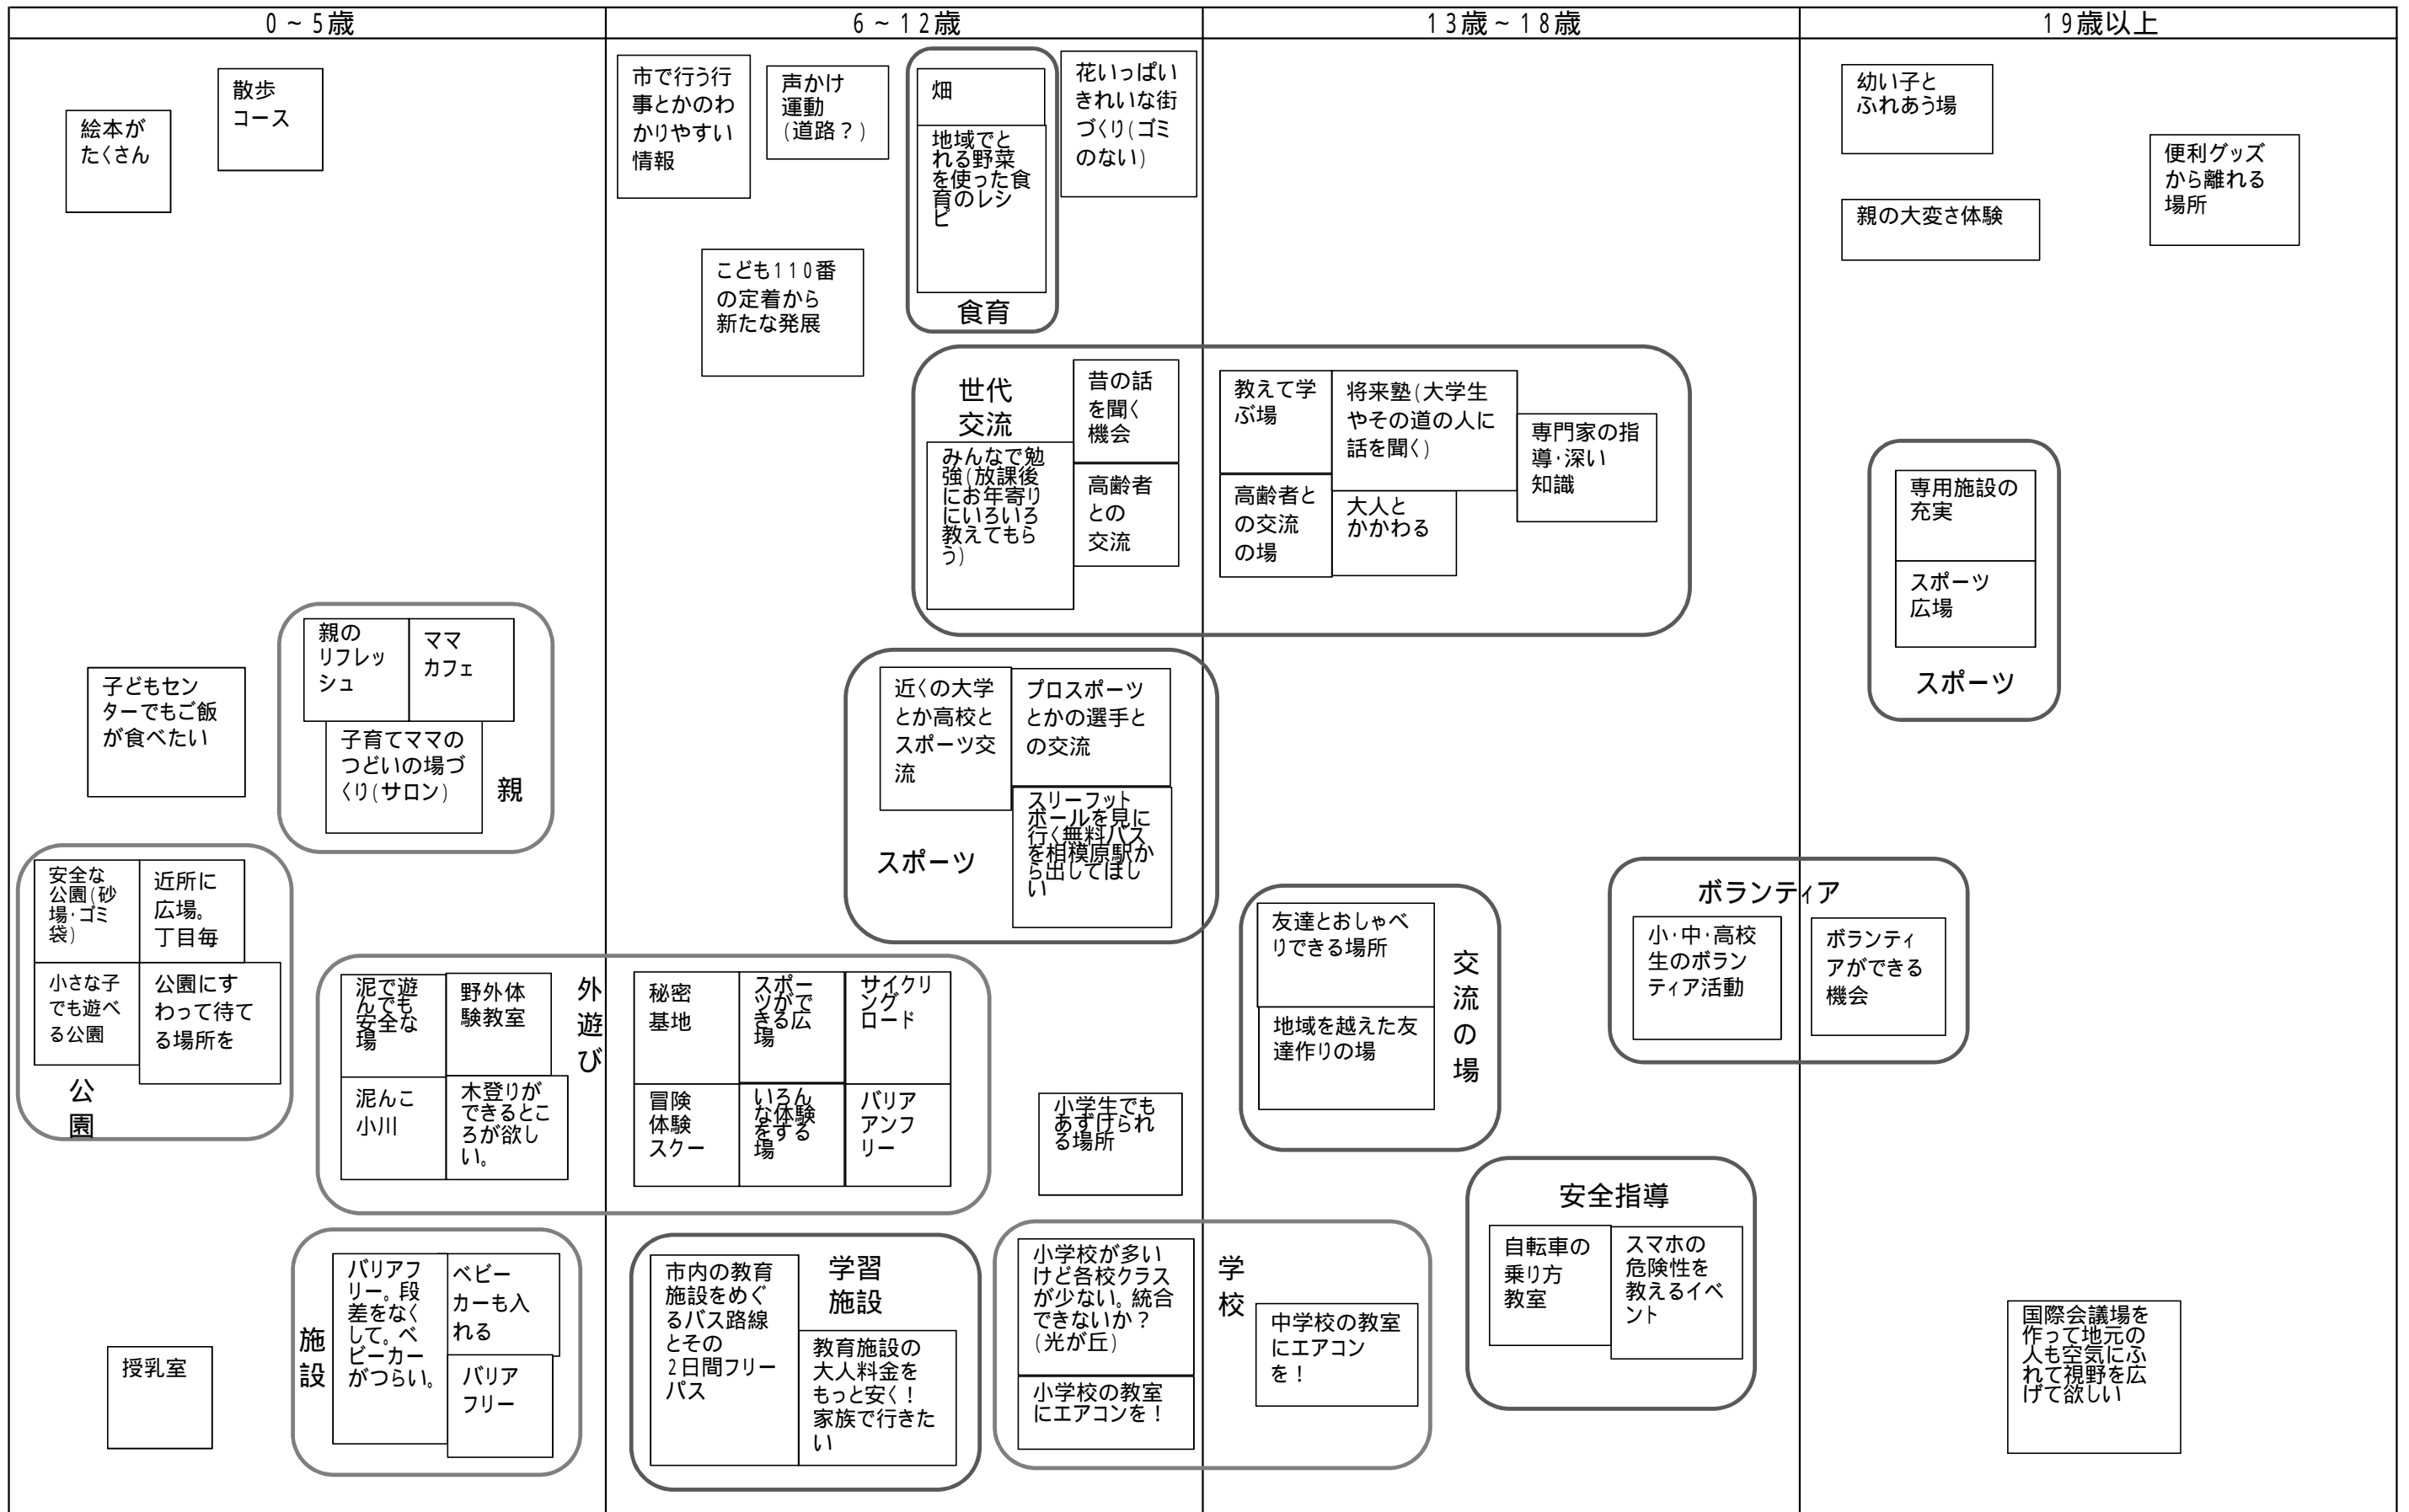 0~5歳
6~12歳
13歳~18歳
19歳以上
絵本が
たくさん
散歩
コース
子どもセン
ターでもご飯
が食べたい
親の
リフレッ
シュ
ママ
カフェ
子育てママの
つどいの場づ
くり(サロン)
親
安全な
公園(砂
場・ゴミ
袋)
近所に
広場。
丁目毎
小さな子
でも遊べ
る公園
公園にす
わって待て
る場所を
公
園
泥で遊
んでも
安全な
場
野外体
験教室
泥んこ
小川
木登りが
できるとこ
ろが欲し
い。
外
遊
び
秘密
基地
スポー
ツがで
きる広
場
サイクリ
ング
ロード
冒険
体験
スクー
いろん
な体験
をする
場
バリア
アンフ
リー
施
設
バリアフ
リー。段
差をなく
して。ベ
ビーカー
がつらい。
ベビー
カーも入
れる
バリア
フリー
授乳室
市で行う行
事とかのわ
かりやすい
情報
声かけ
運動
(道路?)
畑
地域でと
れる野菜
を使った食
育のレシ
ピ
食育
花いっぱい
きれいな街
づくり(ゴミ
のない)
こども110番
の定着から
新たな発展
世代
交流
昔の話
を聞く
機会
みんなで勉
強(放課後
にお年寄り
にいろいろ
教えてもら
う)
高齢者
との
交流
教えて学
ぶ場
将来塾(大学生
やその道の人に
話を聞く)
専門家の指
導・深い
知識
高齢者と
の交流
の場
大人と
かかわる
近くの大学
とか高校と
スポーツ交
流
プロスポーツ
とかの選手と
の交流
スリーフット
ボールを見に
行く無料バス
を相模原駅か
ら出してほし
い
スポーツ
小学生でも
あずけられ
る場所
市内の教育
施設をめぐ
るバス路線
とその
2日間フリー
パス
学習
施設
教育施設の
大人料金を
もっと安く!
家族で行きた
い
小学校が多い
けど各校クラス
が少ない。統合
できないか?
(光が丘)
小学校の教室
にエアコンを!
学
校
中学校の教室
にエアコン
を!
友達とおしゃべ
りできる場所
地域を越えた友
達作りの場
交
流
の
場
安全指導
自転車の
乗り方
教室
スマホの
危険性を
教えるイベ
ント
ボランティア
小・中・高校
生のボラン
ティア活動
ボランティ
アができる
機会
幼い子と
ふれあう場
便利グッズ
から離れる
場所
親の大変さ体験
専用施設の
充実
スポーツ
広場
スポーツ
国際会議場を
作って地元の
人も空気にふ
れて視野を広
げて欲しい